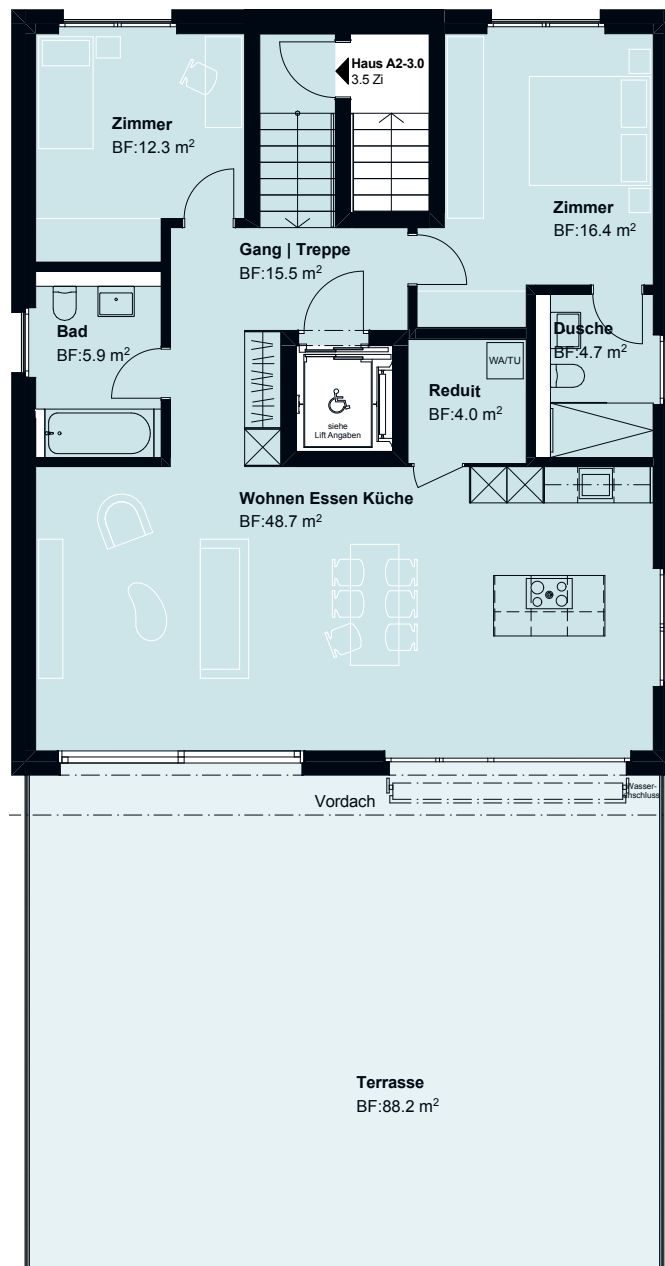 Haus A2-3.0
3.5 Zi
Zimmer
BF:12.3 m²
Zimmer
BF:16.4 m²
Gang | Treppe
BF:15.5 m²
Bad
BF:5.9 m²
Dusche
BF:4.7 m²
WA/TU
Reduit
BF:4.0 m²
siehe
Lift Angaben
Wohnen Essen Küche
BF:48.7 m²
Vordach
Wasser-
anschluss
Terrasse
BF:88.2 m²